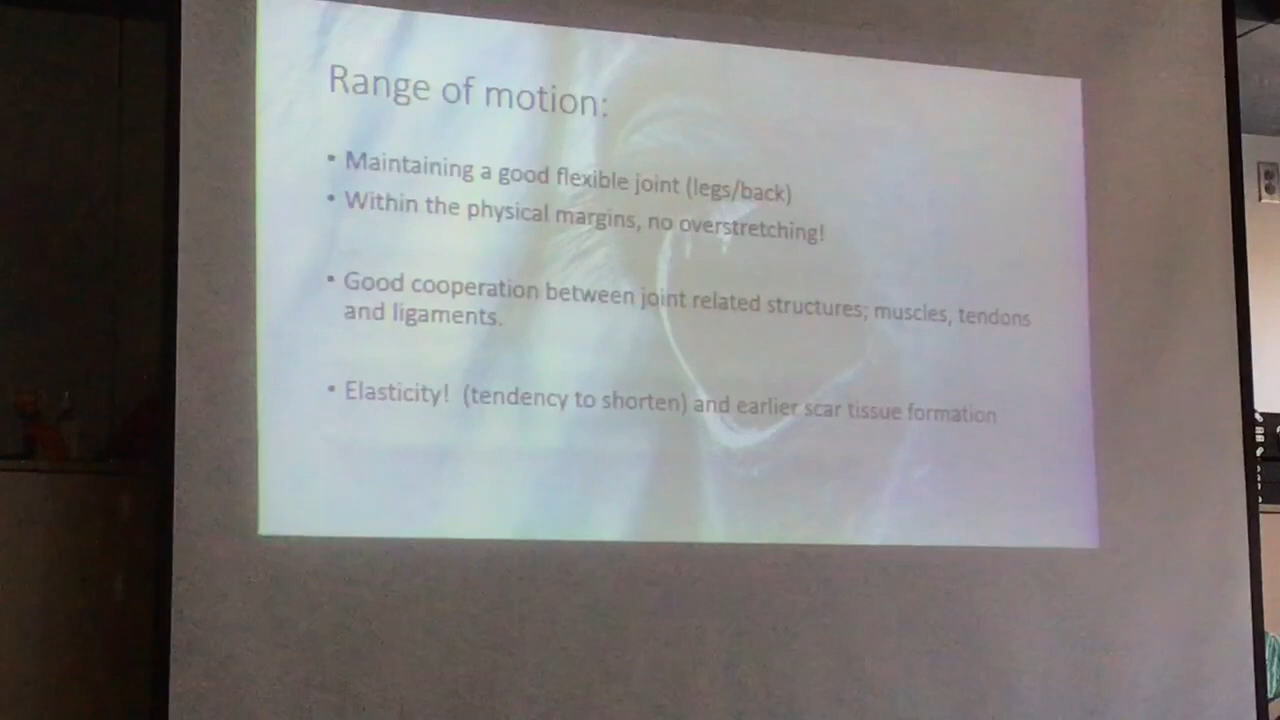 Range of motion:
• Maintaining a good flexible joint (legs/back)
• Within the physical margins, no overstretching!
• Good cooperation between joint related structures; muscles, tendons
and ligaments.
• Elasticity! (tendency to shorten) and earlier scar tissue formation